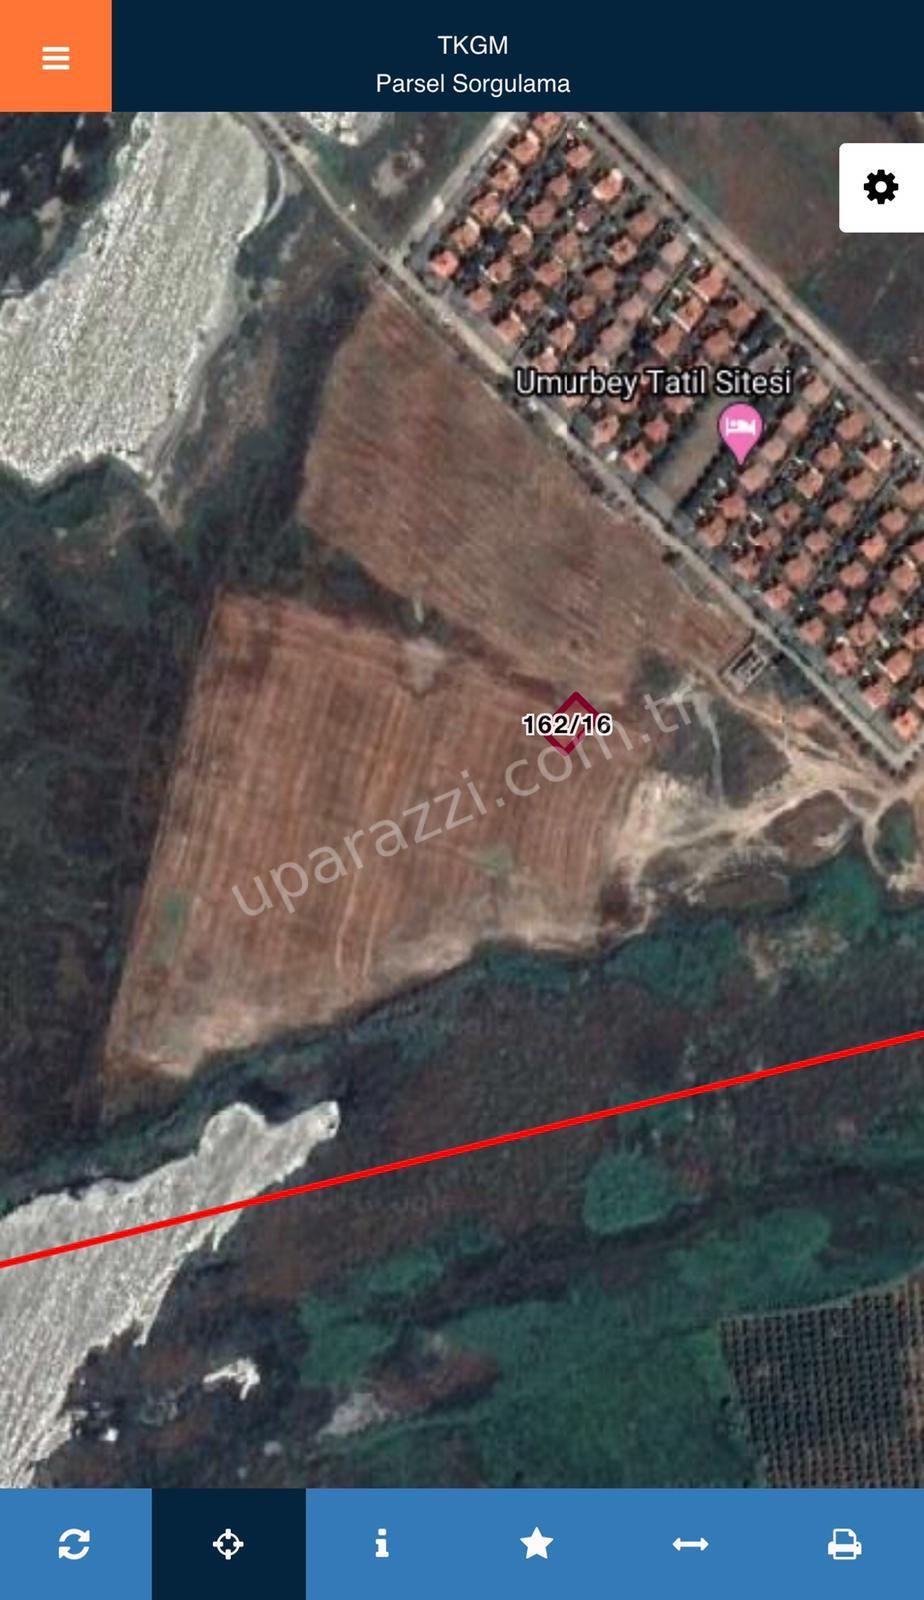 TKGM
Parsel Sorgulama
Umurbey Tatil Sitesi
162/16
uparazzi.com.tr